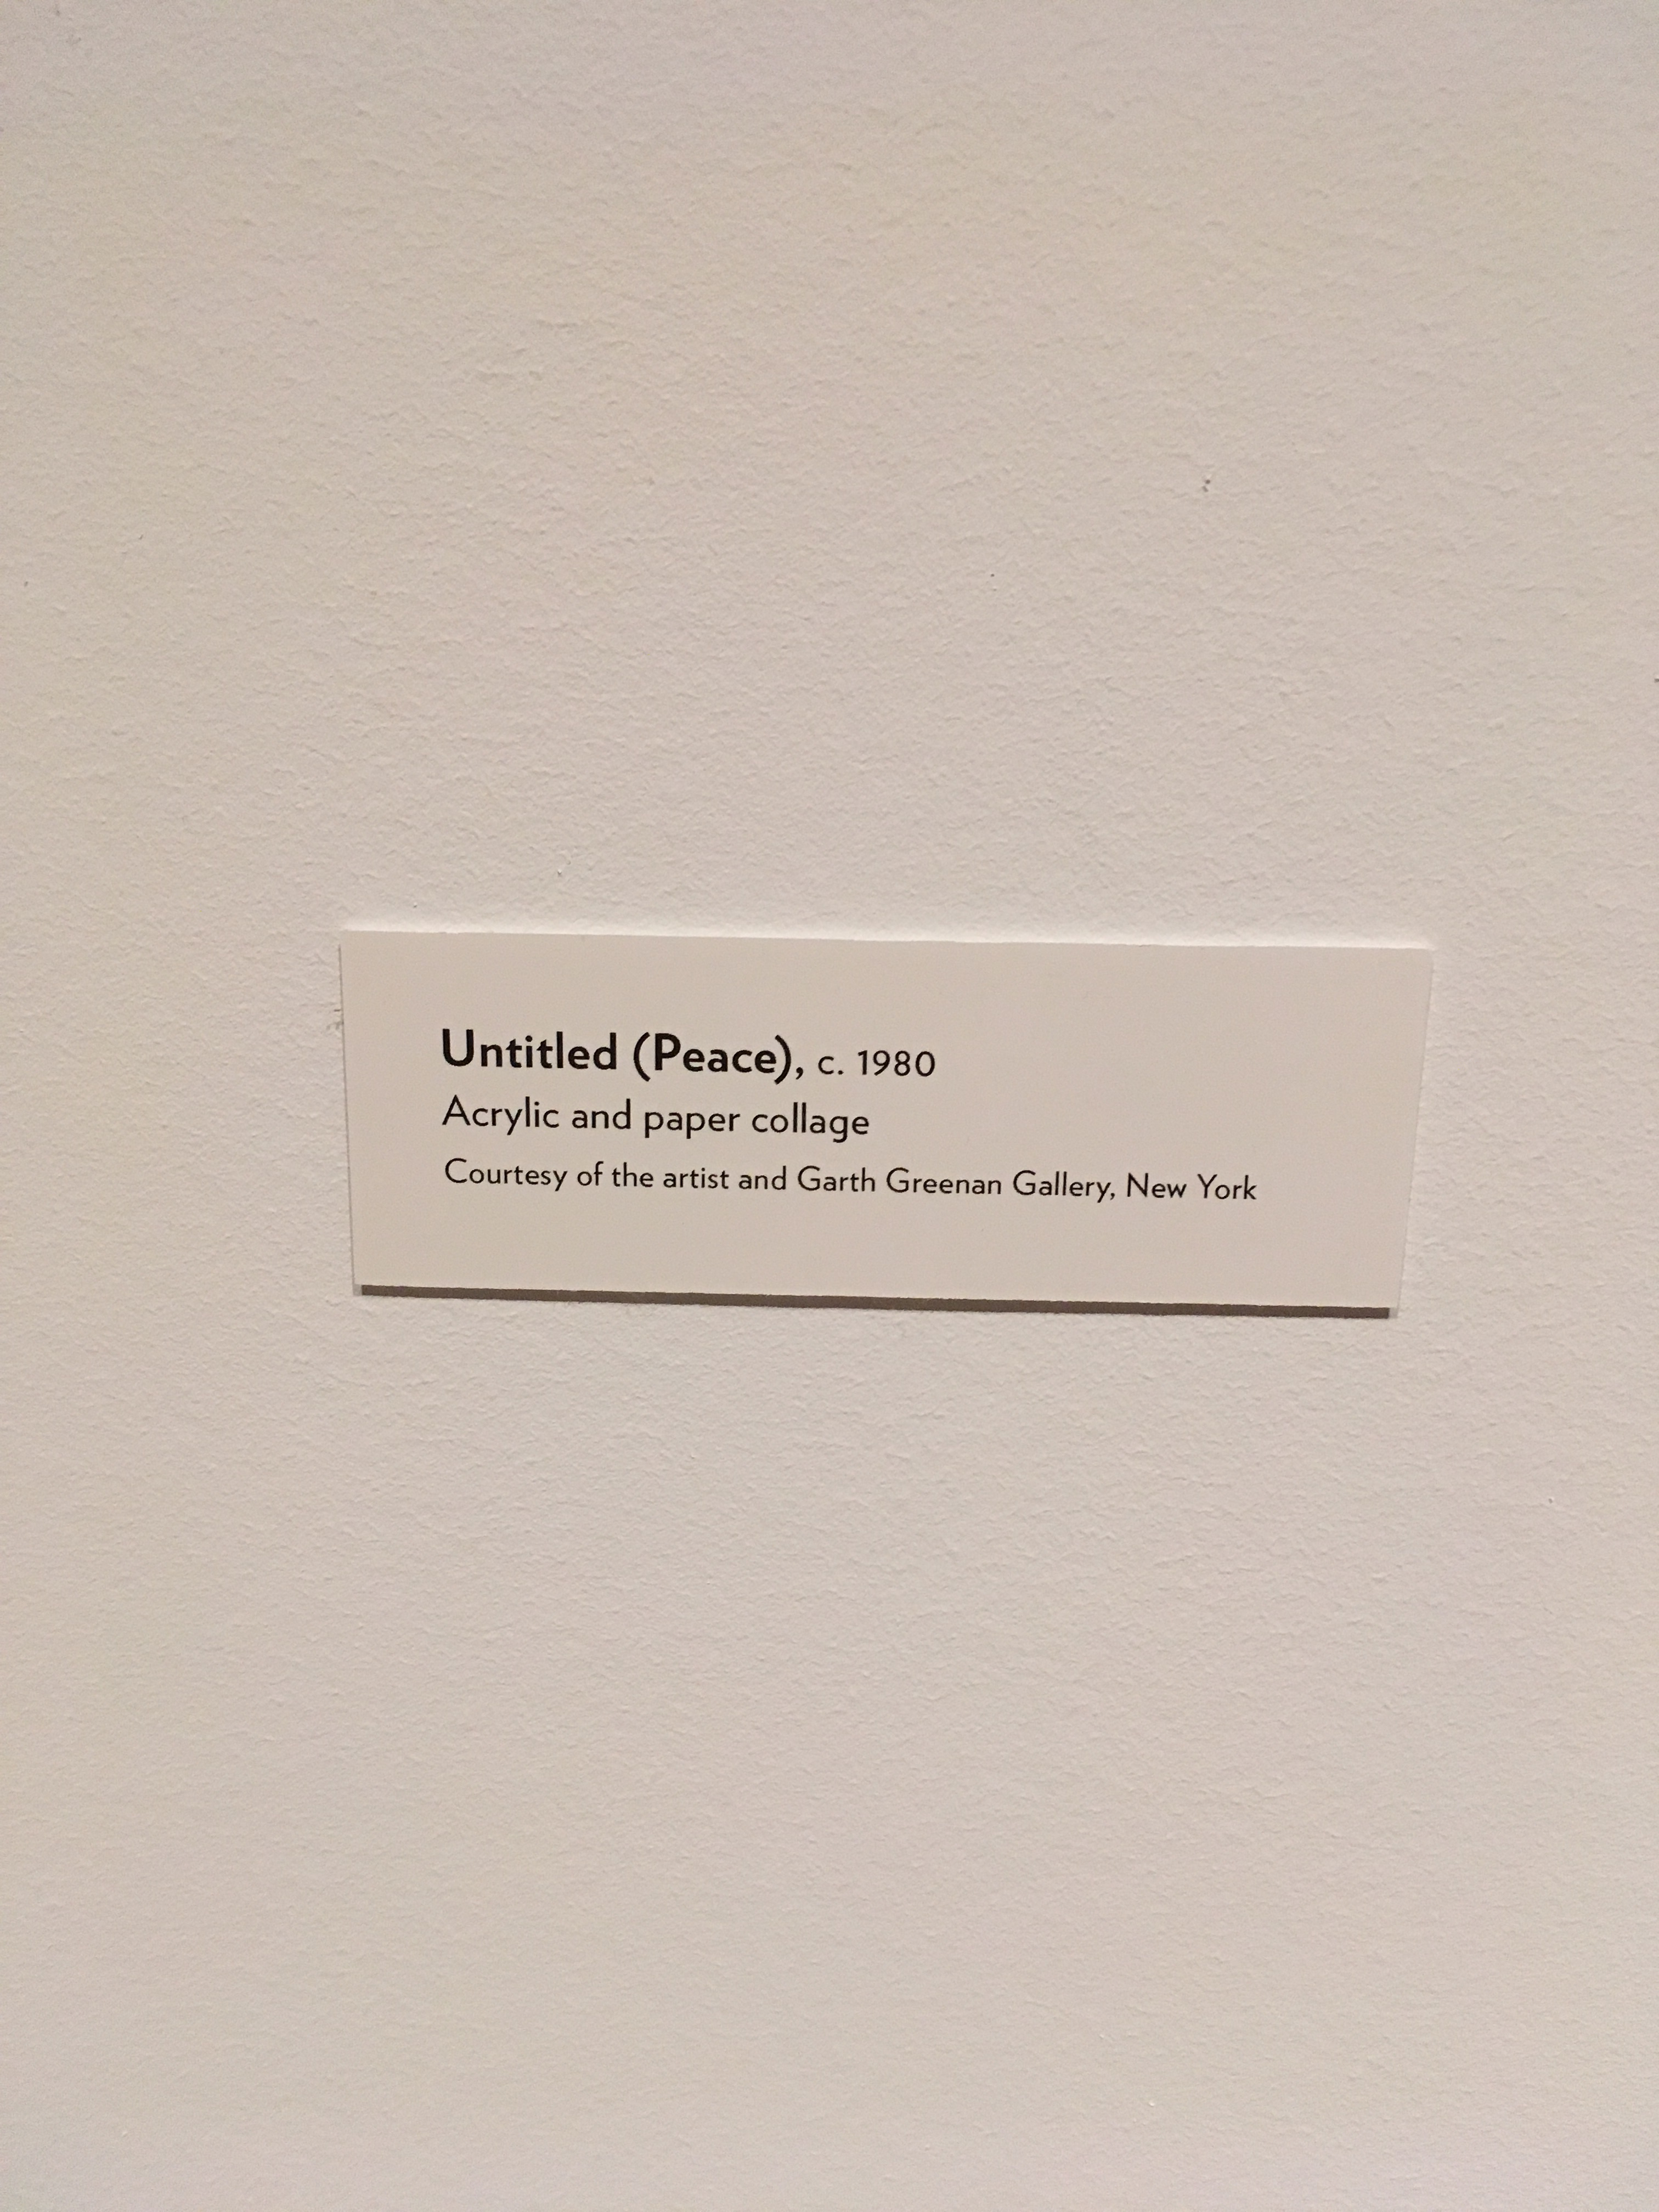 Untitled (Peace), c. 1980
Acrylic and paper collage
Courtesy of the artist and Garth Greenan Gallery, New York